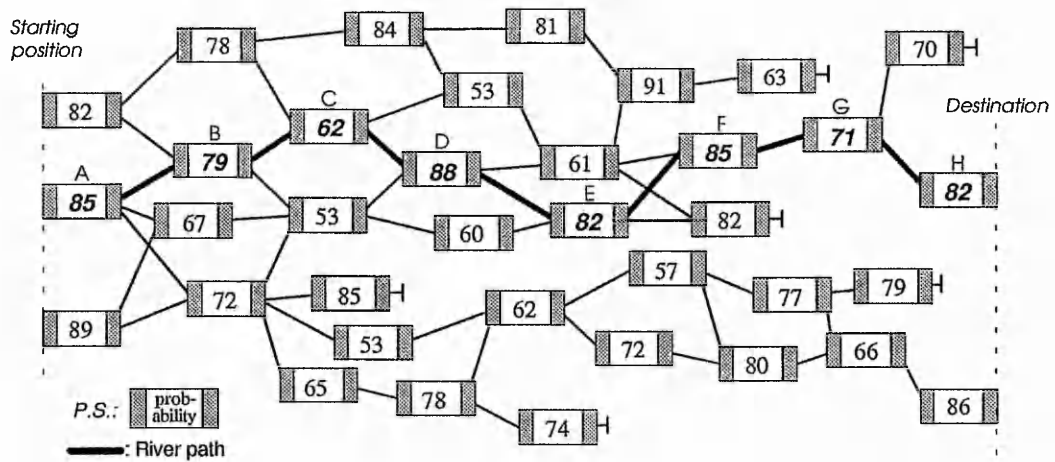 Starting
position
78
84
81
70
82
C
53
91
63
Destination
B
62
G
79
D
F
71
A
88
61
85
H
85
E
82
67
53
60
82
82
72
85
57
77
79
89
53
62
72
80
66
65
78
74
86
P.S.:
prob-
ability
: River path